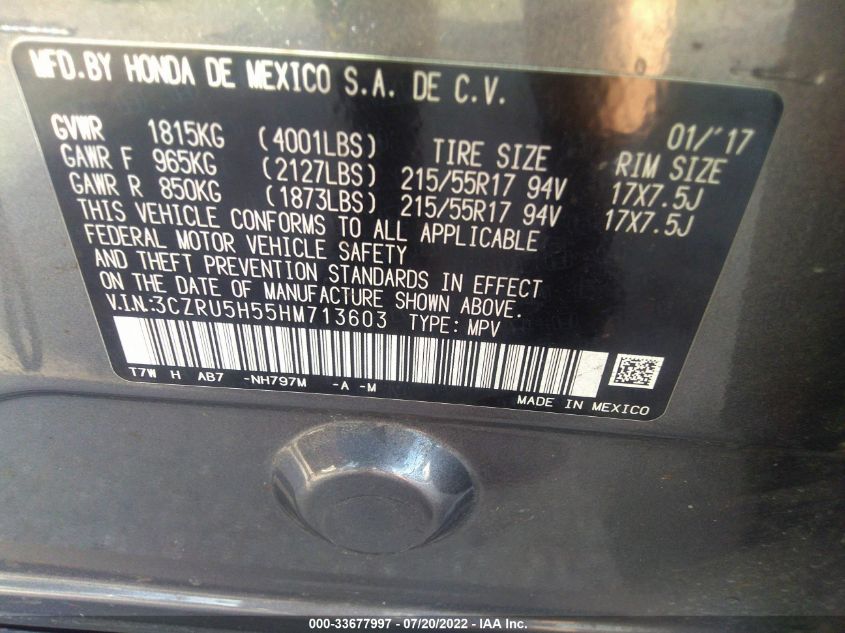 MFD.BY HONDA DE MEXICO S.A. DE C.V.
01/'17
GVWR 1815KG (4001LBS) TIRE SIZE RIM SIZE
GAWR F 965KG (2127LBS) 215/55R17 94V 17X7.5J
GAWR R 850KG (1873LBS) 215/55R17 94V 17X7.5J
THIS VEHICLE CONFORMS TO ALL APPLICABLE
FEDERAL MOTOR VEHICLE SAFETY
AND THEFT PREVENTION STANDARDS IN EFFECT
ON THE DATE OF MANUFACTURE SHOWN ABOVE.
V.I.N:3CZRU5H55HM713603 TYPE: MPV
T7W H AB7 -NH797M -A -M
MADE IN MEXICO
000-33677997 - 07/20/2022 - IAA Inc.